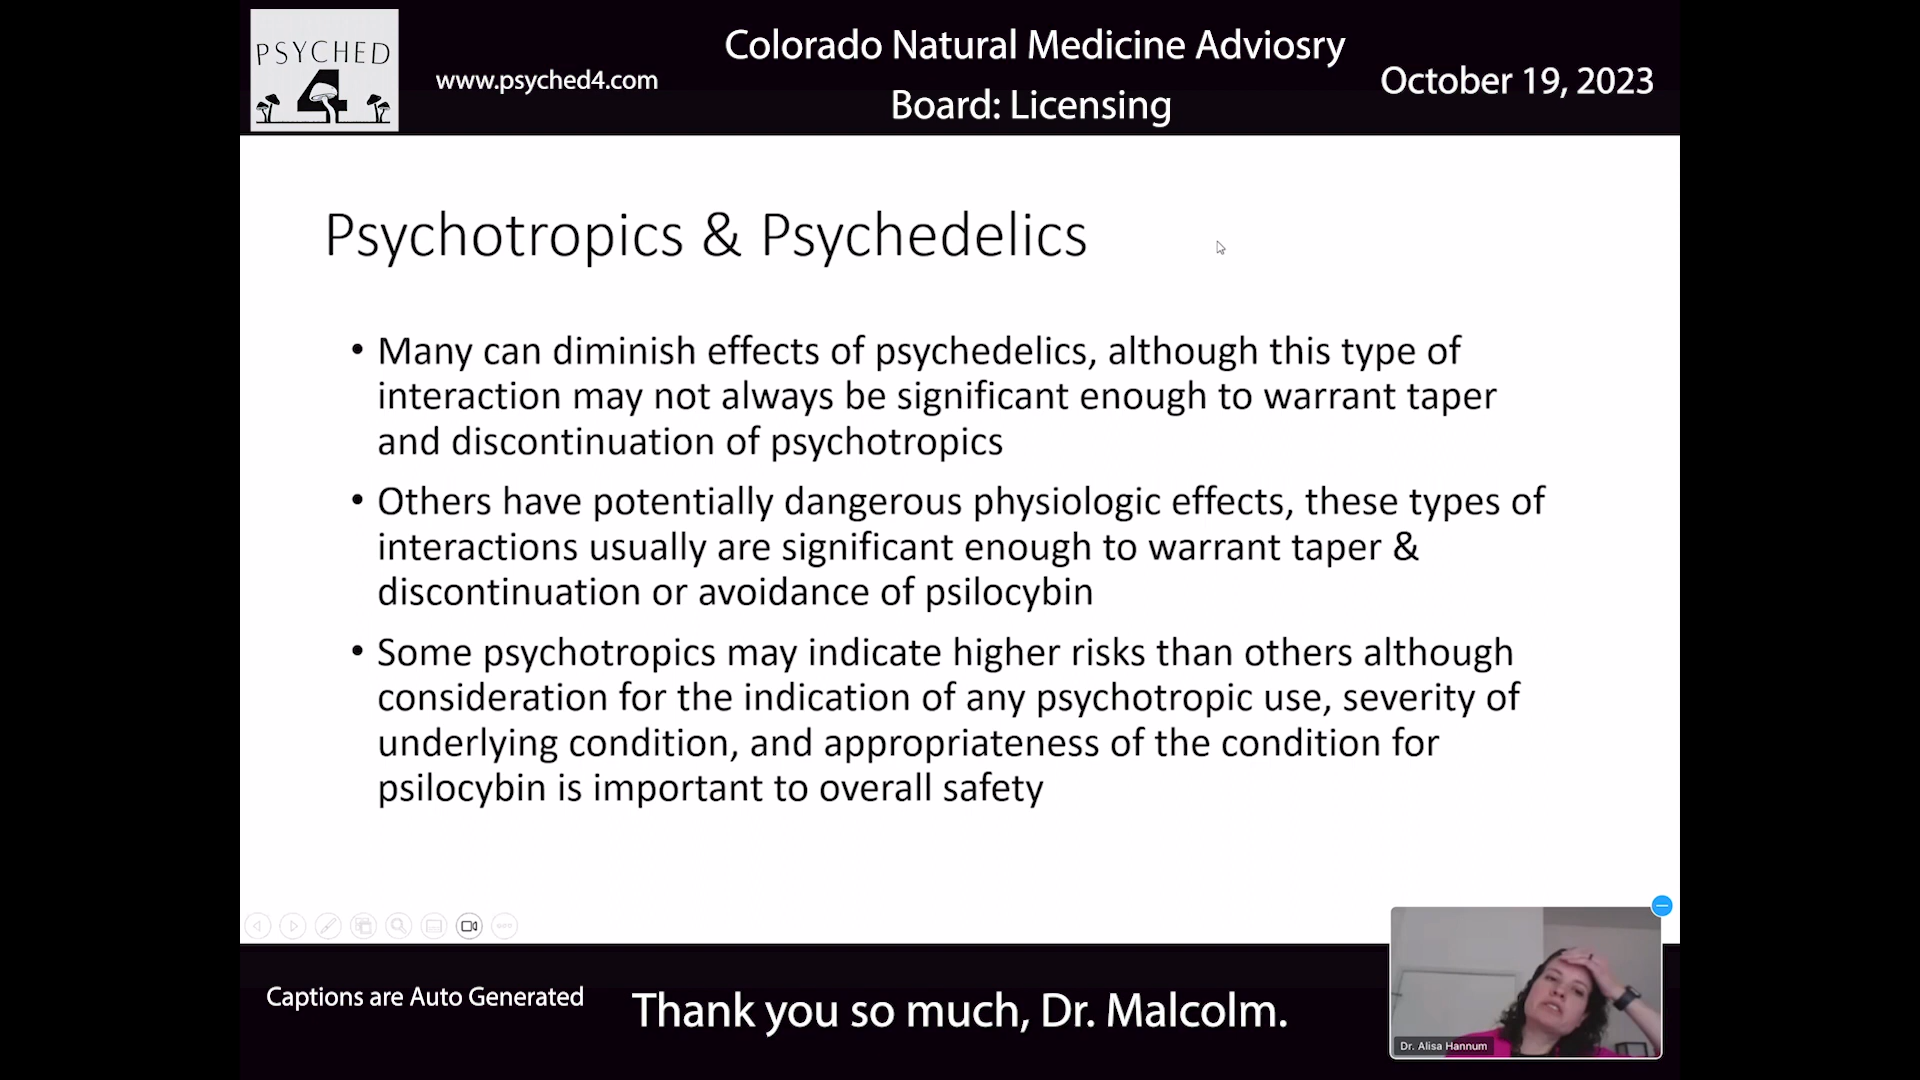 PSYCHED
4
www.psyched4.com
Colorado Natural Medicine Adviosry
Board: Licensing
October 19, 2023
Psychotropics & Psychedelics
• Many can diminish effects of psychedelics, although this type of
interaction may not always be significant enough to warrant taper
and discontinuation of psychotropics
• Others have potentially dangerous physiologic effects, these types of
interactions usually are significant enough to warrant taper &
discontinuation or avoidance of psilocybin
• Some psychotropics may indicate higher risks than others although
consideration for the indication of any psychotropic use, severity of
underlying condition, and appropriateness of the condition for
psilocybin is important to overall safety
Captions are Auto Generated
Thank you so much, Dr. Malcolm.
Dr. Alisa Hannum